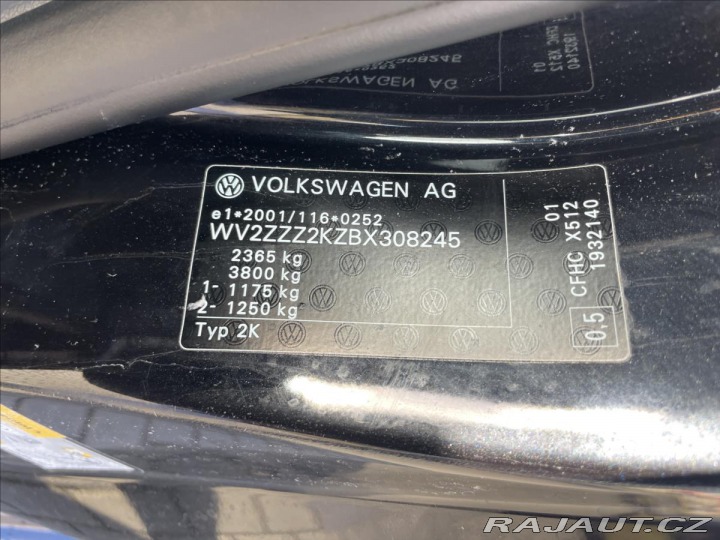 VOLKSWAGEN AG
e1*2001/116*0252
WV2ZZZ2KZBX308245
2365 kg
3800 kg
1- 1175 kg
2- 1250 kg
Typ 2K
01
CFHC X512
1932140
0.5
RAJAUT.CZ